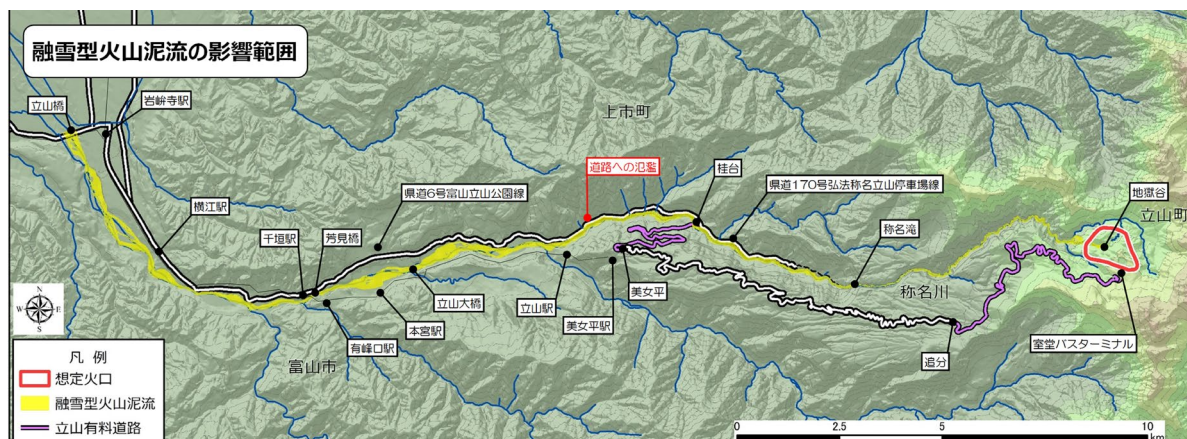 融雪型火山泥流の影響範囲
立山橋
岩峅寺駅
上市町
道路への氾濫
桂台
県道6号富山立山公園線
県道170号弘法称名立山停車場線
地獄谷
立山町
横江駅
千垣駅
芳見橋
称名滝
立山大橋
立山駅
美女平
称名川
本宮駅
美女平駅
有峰口駅
追分
室堂バスターミナル
富山市
N
W
E
S
凡 例
想定火口
融雪型火山泥流
立山有料道路
0 2.5 5 10
km